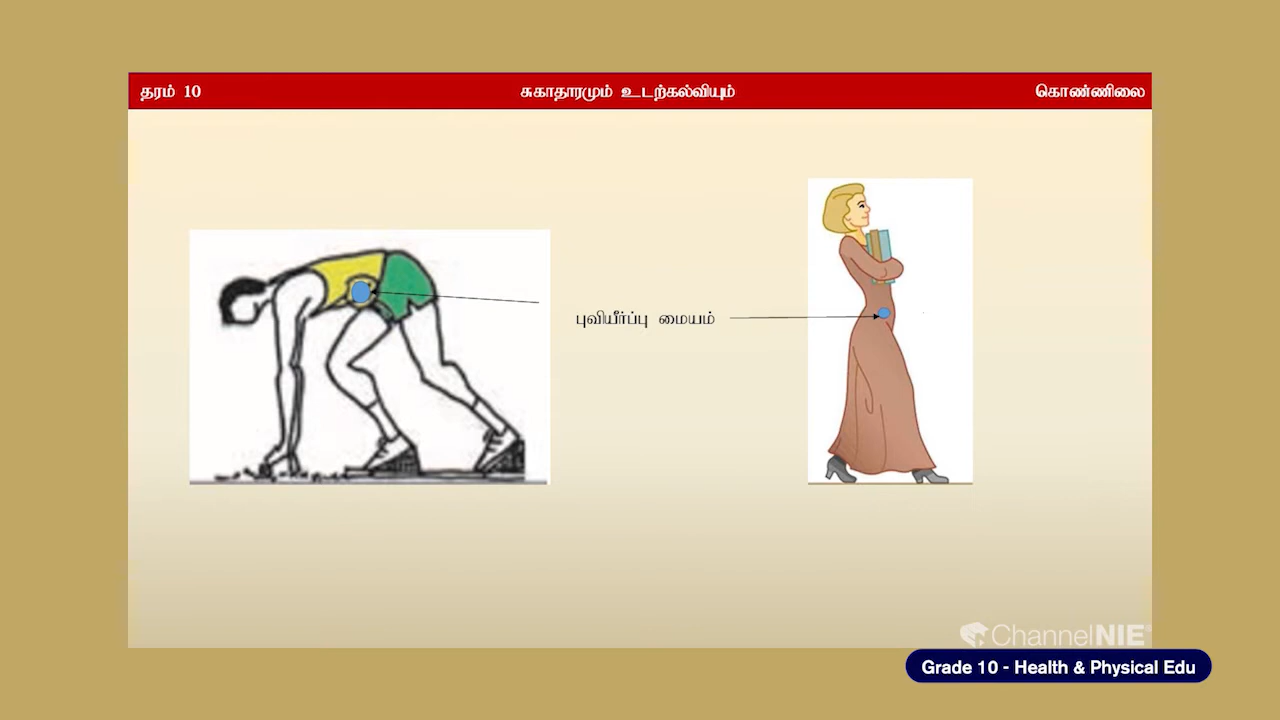 தரம் 10
சுகாதாரமும் உடற்கல்வியும்
கொண்ணிலை
புவியீர்ப்பு மையம்
ChannelNIE
Grade 10 - Health & Physical Edu